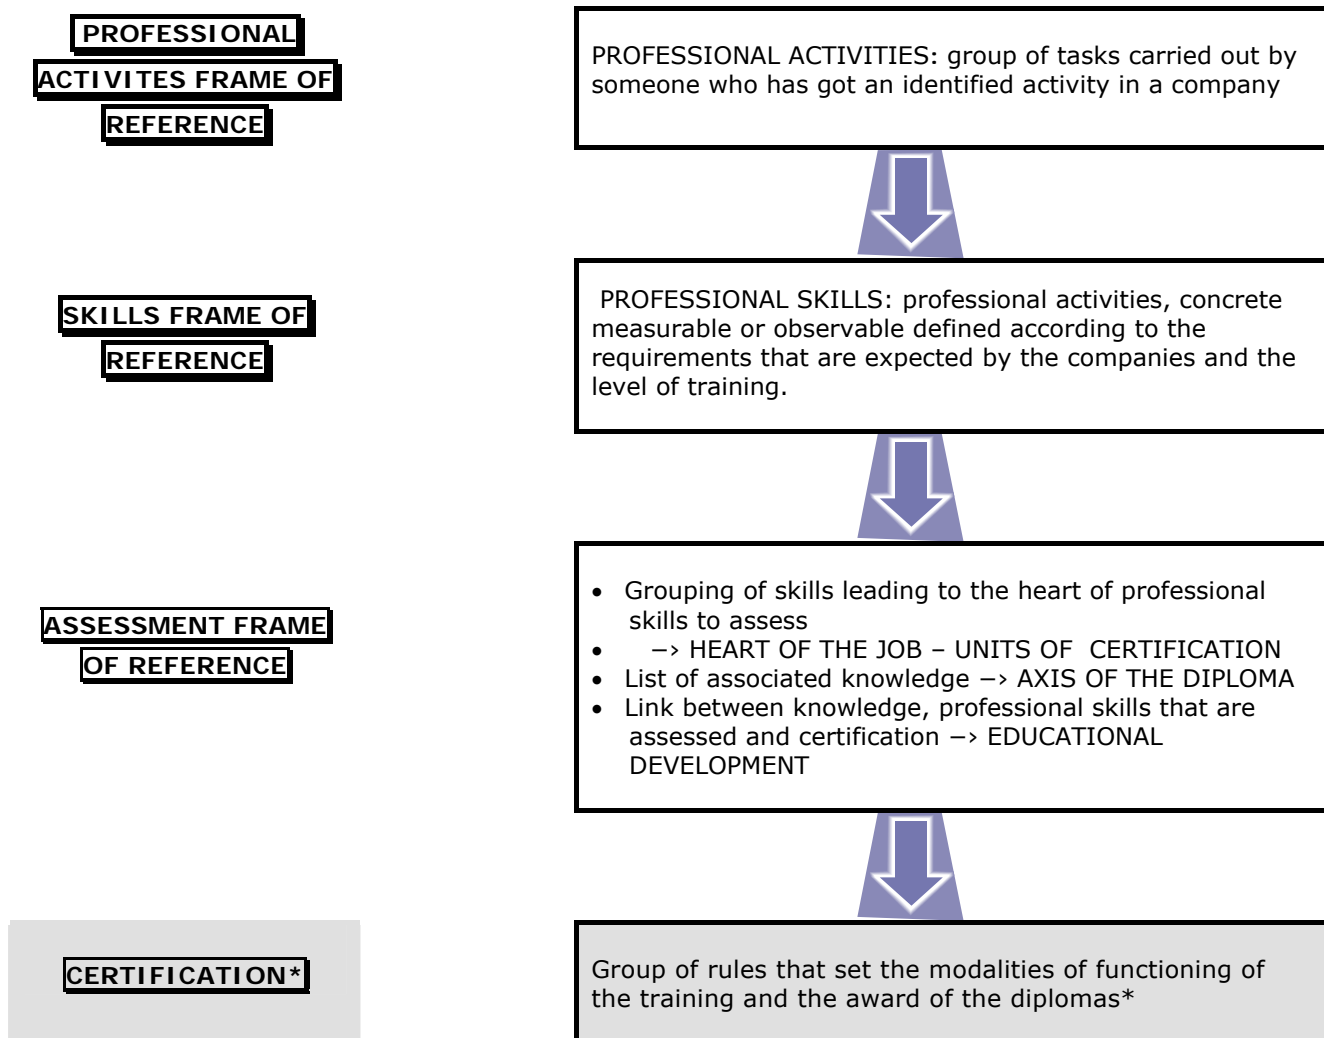 PROFESSIONAL
ACTIVITES FRAME OF
REFERENCE
PROFESSIONAL ACTIVITIES: group of tasks carried out by
someone who has got an identified activity in a company
SKILLS FRAME OF
REFERENCE
PROFESSIONAL SKILLS: professional activities, concrete
measurable or observable defined according to the
requirements that are expected by the companies and the
level of training.
ASSESSMENT FRAME
OF REFERENCE
• Grouping of skills leading to the heart of professional
skills to assess
• –> HEART OF THE JOB – UNITS OF CERTIFICATION
• List of associated knowledge –> AXIS OF THE DIPLOMA
• Link between knowledge, professional skills that are
assessed and certification –> EDUCATIONAL
DEVELOPMENT
CERTIFICATION*
Group of rules that set the modalities of functioning of
the training and the award of the diplomas*